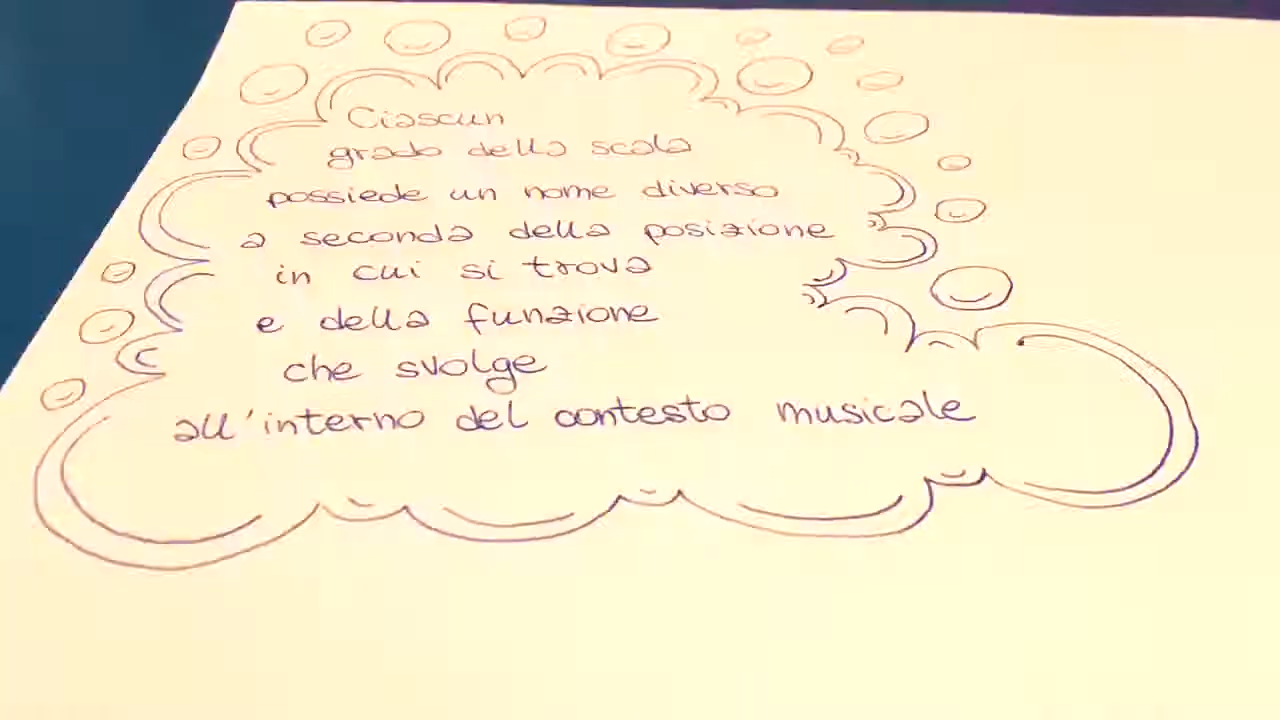 Ciascun
grado della scala
possiede un nome diverso
a seconda della posizione
in cui si trova
e della funzione
che svolge
all'interno del contesto musicale